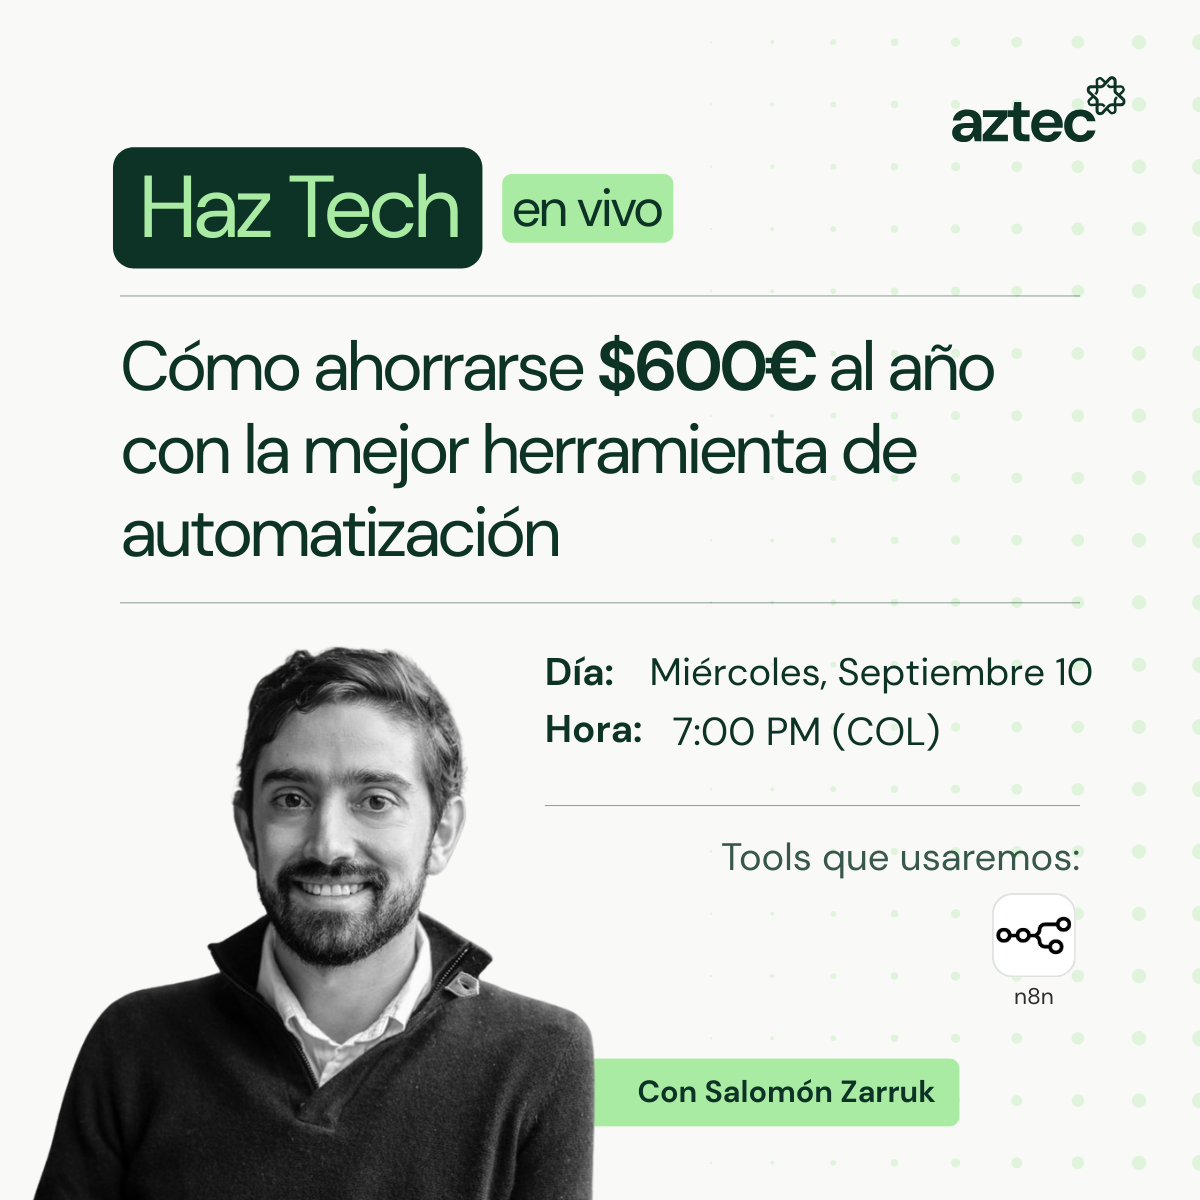 aztec
Haz Tech
en vivo
Cómo ahorrarse $600€ al año
con la mejor herramienta de
automatización
Día: Miércoles, Septiembre 10
Hora: 7:00 PM (COL)
Tools que usaremos:
n8n
Con Salomón Zarruk